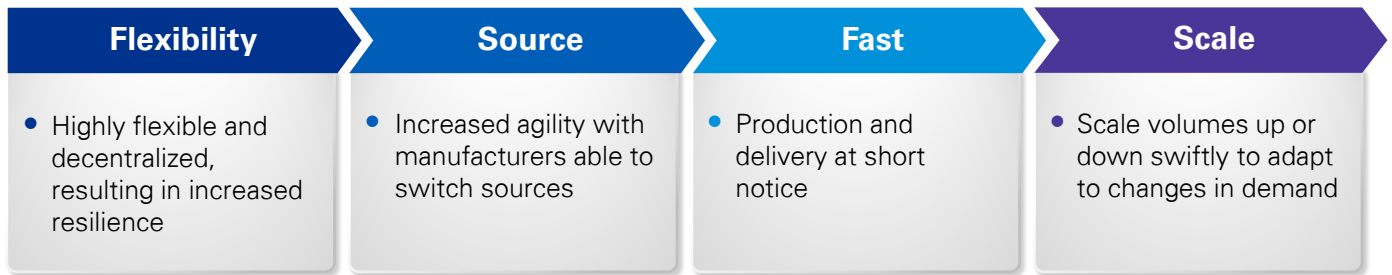 Flexibility
• Highly flexible and
decentralized,
resulting in increased
resilience
Source
• Increased agility with
manufacturers able to
switch sources
Fast
• Production and
delivery at short
notice
Scale
• Scale volumes up or
down swiftly to adapt
to changes in demand